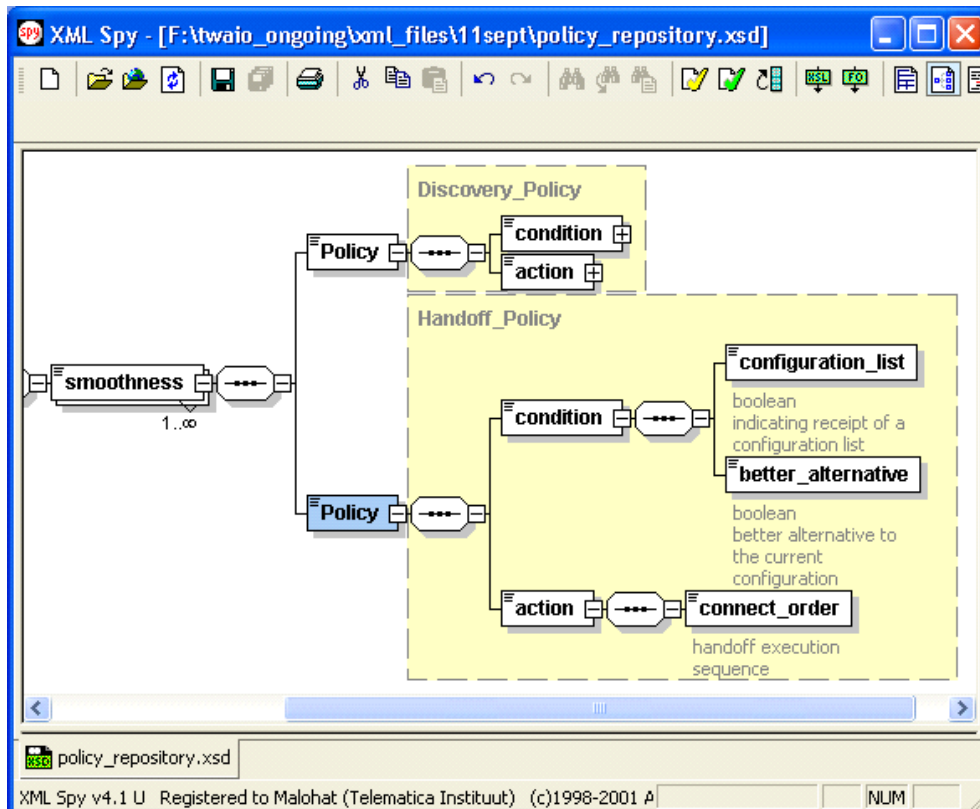 XML Spy - [F:\twaio_ongoing\xml_files\11sept\policy_repository.xsd]
XSL FO
Discovery_Policy
Policy
condition
action
Handoff_Policy
smoothness
1..∞
configuration_list
boolean
indicating receipt of a
configuration list
condition
better_alternative
boolean
better alternative to
the current
configuration
Policy
action
connect_order
handoff execution
sequence
policy_repository.xsd
XML Spy v4.1 U Registered to Malohat (Telematica Instituut) (c)1998-2001 A NUM